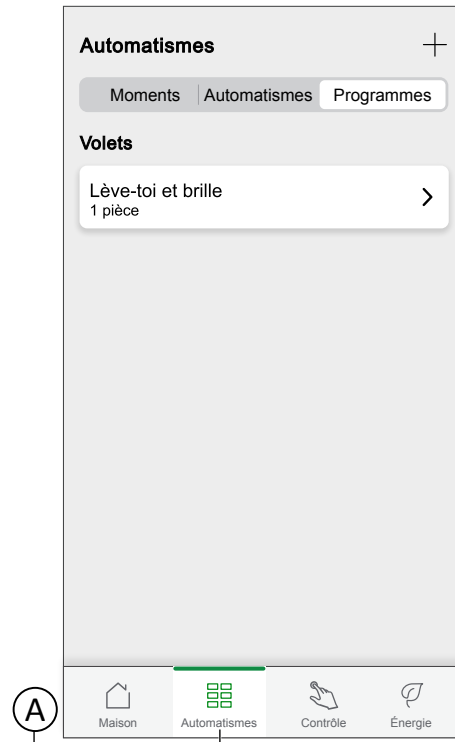 Automatismes
Moments Automatismes Programmes
Volets
Lève-toi et brille
1 pièce
A
Maison Automatismes Contrôle Énergie